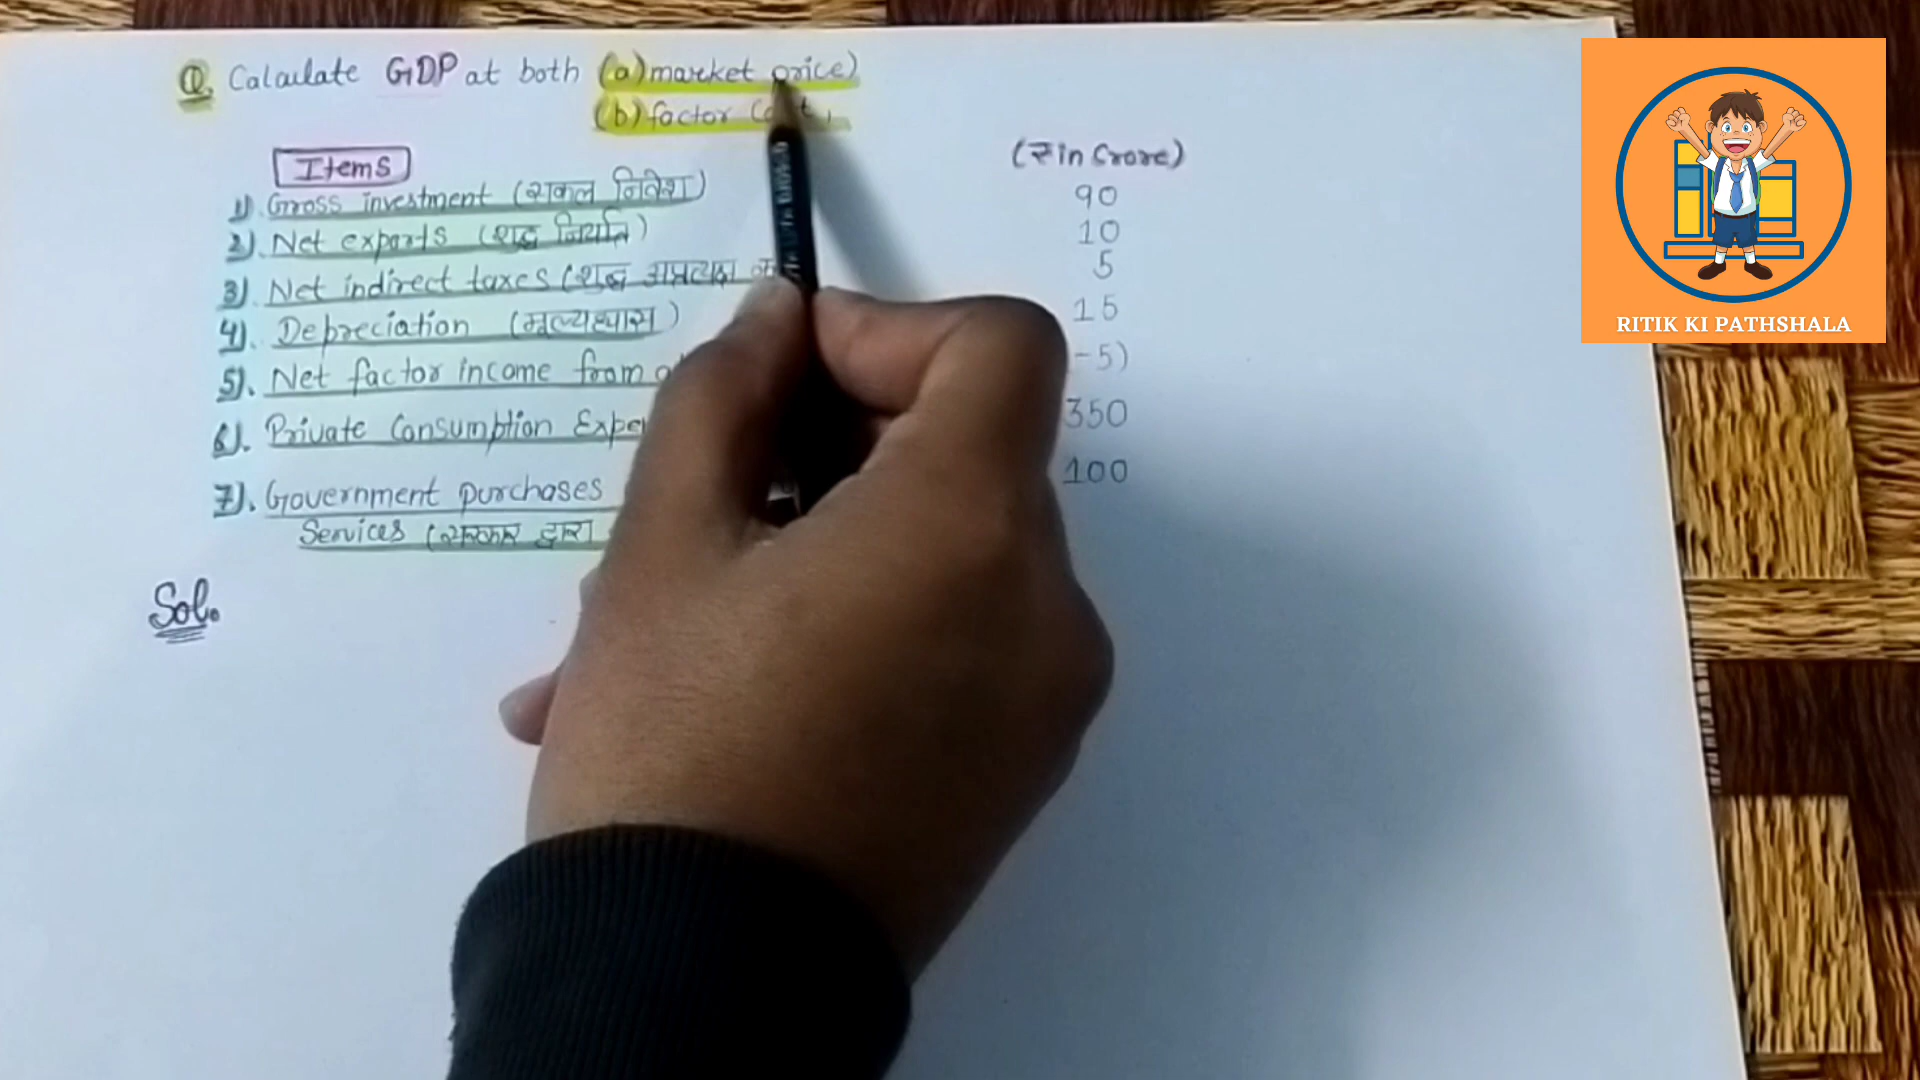 Q. Calculate GDP at both (a) market price)
(b) factor
Items
(₹ in Crore)
1). Gross investment (सकल निवेश) 90
2). Net exports (शुद्ध निर्यात) 10
3). Net indirect taxes (शुद्ध अप्रत्यक्ष 5
4). Depreciation (मूल्यह्रास) 15
5). Net factor income from -5)
6). Private Consumption 350
7). Government purchases 100
Services (सरकार द्वारा
Sol.
RITIK KI PATHSHALA